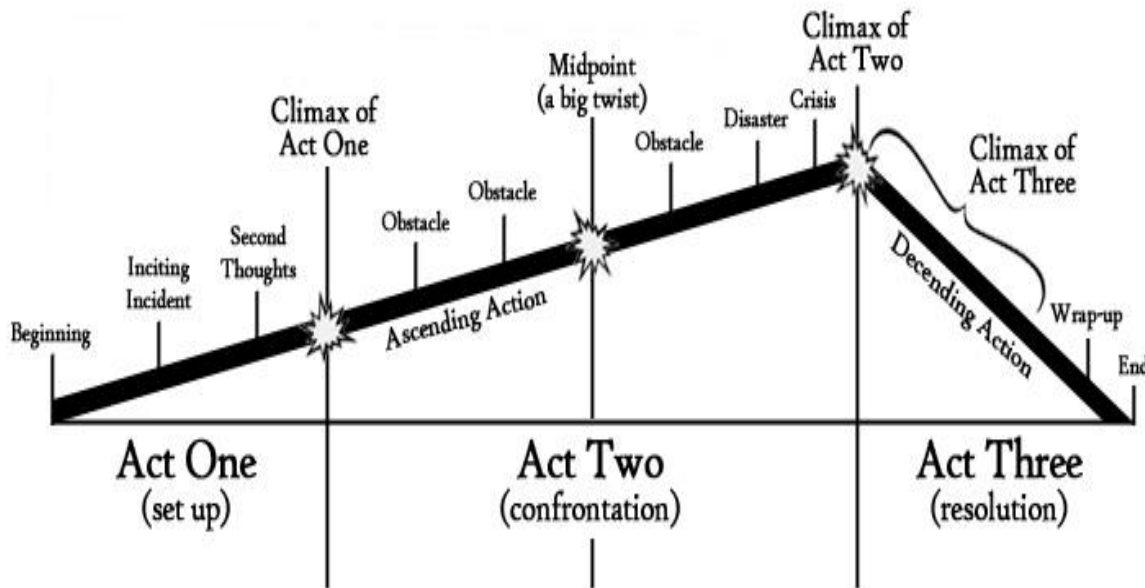 Beginning
Inciting
Incident
Second
Thoughts
Climax of
Act One
Obstacle
Obstacle
Midpoint
(a big twist)
Obstacle
Disaster
Crisis
Climax of
Act Two
Climax of
Act Three
Wrap-up
End
Ascending Action
Decending Action
Act One
(set up)
Act Two
(confrontation)
Act Three
(resolution)